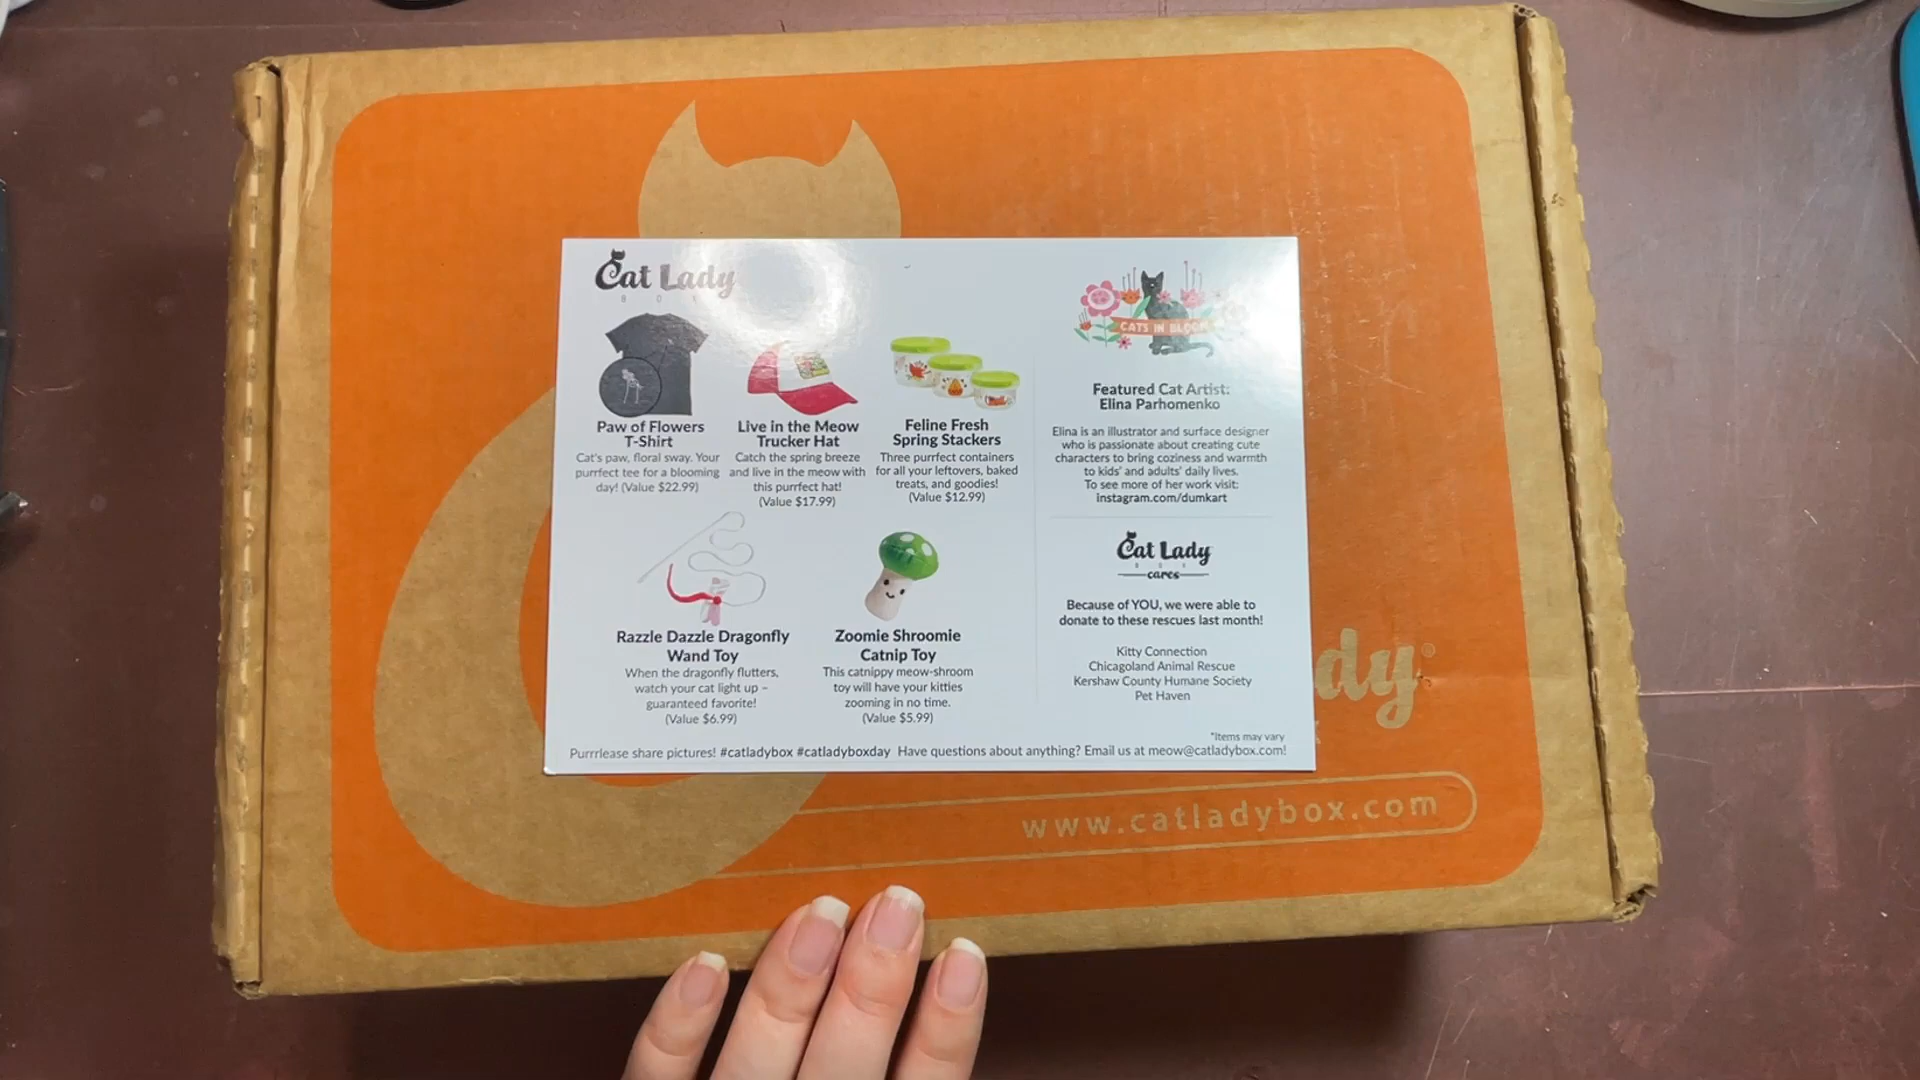 Cat Lady
BO
Paw of Flowers
T-Shirt
Cat's paw, floral sway. Your
purrfect tee for a blooming
day! (Value $22.99)
Live in the Meow
Trucker Hat
Catch the spring breeze
and live in the meow with
this purrfect hat!
(Value $17.99)
Feline Fresh
Spring Stackers
Three purrfect containers
for all your leftovers, baked
treats, and goodies!
(Value $12.99)
Razzle Dazzle Dragonfly
Wand Toy
When the dragonfly flutters,
watch your cat light up –
guaranteed favorite!
(Value $6.99)
Zoomie Shroomie
Catnip Toy
This catnippy meow-shroom
toy will have your kitties
zooming in no time.
(Value $5.99)
CATS IN BLOOM
Featured Cat Artist:
Elina Parhomenko
Elina is an illustrator and surface designer
who is passionate about creating cute
characters to bring coziness and warmth
to kids' and adults' daily lives.
To see more of her work visit:
instagram.com/dumkart
Cat Lady
BOX
cares
Because of YOU, we were able to
donate to these rescues last month!
Kitty Connection
Chicagoland Animal Rescue
Kershaw County Humane Society
Pet Haven
*Items may vary
Purrrlease share pictures! #catladybox #catladyboxday Have questions about anything? Email us at meow@catladybox.com!
dy®
www.catladybox.com